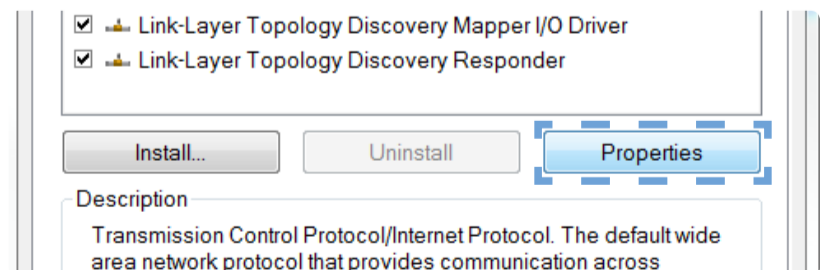 Link-Layer Topology Discovery Mapper I/O Driver
Link-Layer Topology Discovery Responder
Install... Uninstall Properties
Description
Transmission Control Protocol/Internet Protocol. The default wide
area network protocol that provides communication across